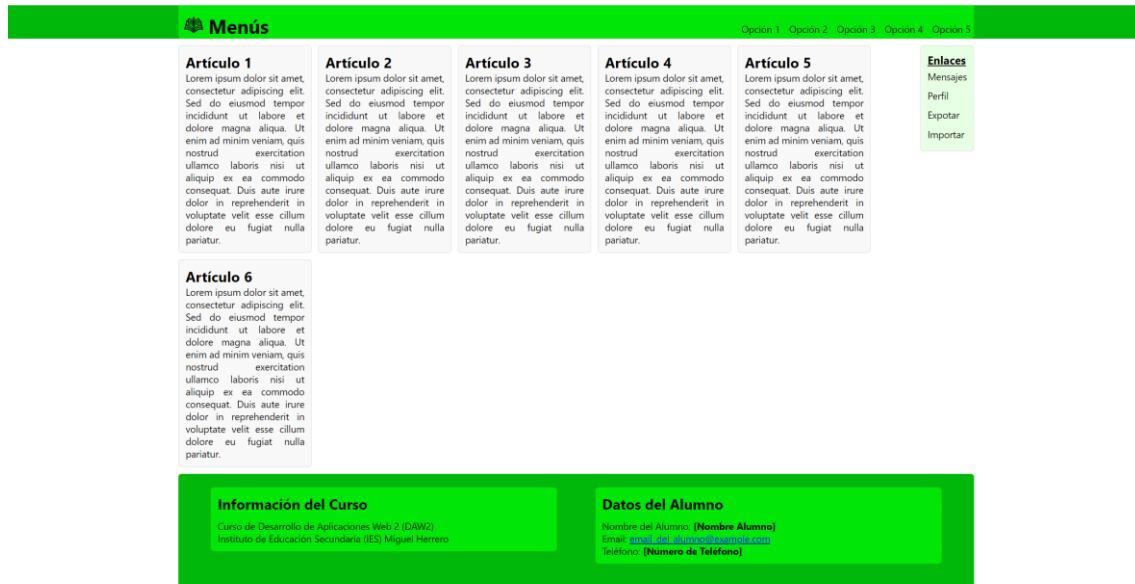 Menús
Opción 1 Opción 2 Opción 3 Opción 4 Opción 5
Artículo 1
Lorem ipsum dolor sit amet,
consectetur adipiscing elit.
Sed do eiusmod tempor
incididunt ut labore et
dolore magna aliqua. Ut
enim ad minim veniam, quis
nostrud exercitation
ullamco laboris nisi ut
aliquip ex ea commodo
consequat. Duis aute irure
dolor in reprehenderit in
voluptate velit esse cillum
dolore eu fugiat nulla
pariatur.
Artículo 2
Lorem ipsum dolor sit amet,
consectetur adipiscing elit.
Sed do eiusmod tempor
incididunt ut labore et
dolore magna aliqua. Ut
enim ad minim veniam, quis
nostrud exercitation
ullamco laboris nisi ut
aliquip ex ea commodo
consequat. Duis aute irure
dolor in reprehenderit in
voluptate velit esse cillum
dolore eu fugiat nulla
pariatur.
Artículo 3
Lorem ipsum dolor sit amet,
consectetur adipiscing elit.
Sed do eiusmod tempor
incididunt ut labore et
dolore magna aliqua. Ut
enim ad minim veniam, quis
nostrud exercitation
ullamco laboris nisi ut
aliquip ex ea commodo
consequat. Duis aute irure
dolor in reprehenderit in
voluptate velit esse cillum
dolore eu fugiat nulla
pariatur.
Artículo 4
Lorem ipsum dolor sit amet,
consectetur adipiscing elit.
Sed do eiusmod tempor
incididunt ut labore et
dolore magna aliqua. Ut
enim ad minim veniam, quis
nostrud exercitation
ullamco laboris nisi ut
aliquip ex ea commodo
consequat. Duis aute irure
dolor in reprehenderit in
voluptate velit esse cillum
dolore eu fugiat nulla
pariatur.
Artículo 5
Lorem ipsum dolor sit amet,
consectetur adipiscing elit.
Sed do eiusmod tempor
incididunt ut labore et
dolore magna aliqua. Ut
enim ad minim veniam, quis
nostrud exercitation
ullamco laboris nisi ut
aliquip ex ea commodo
consequat. Duis aute irure
dolor in reprehenderit in
voluptate velit esse cillum
dolore eu fugiat nulla
pariatur.
Enlaces
Mensajes
Perfil
Expotar
Importar
Artículo 6
Lorem ipsum dolor sit amet,
consectetur adipiscing elit.
Sed do eiusmod tempor
incididunt ut labore et
dolore magna aliqua. Ut
enim ad minim veniam, quis
nostrud exercitation
ullamco laboris nisi ut
aliquip ex ea commodo
consequat. Duis aute irure
dolor in reprehenderit in
voluptate velit esse cillum
dolore eu fugiat nulla
pariatur.
Información del Curso
Curso de Desarrollo de Aplicaciones Web 2 (DAW2)
Instituto de Educación Secundaria (IES) Miguel Herrero
Datos del Alumno
Nombre del Alumno: [Nombre Alumno]
Email: email_del_alumno@example.com
Teléfono: [Número de Teléfono]